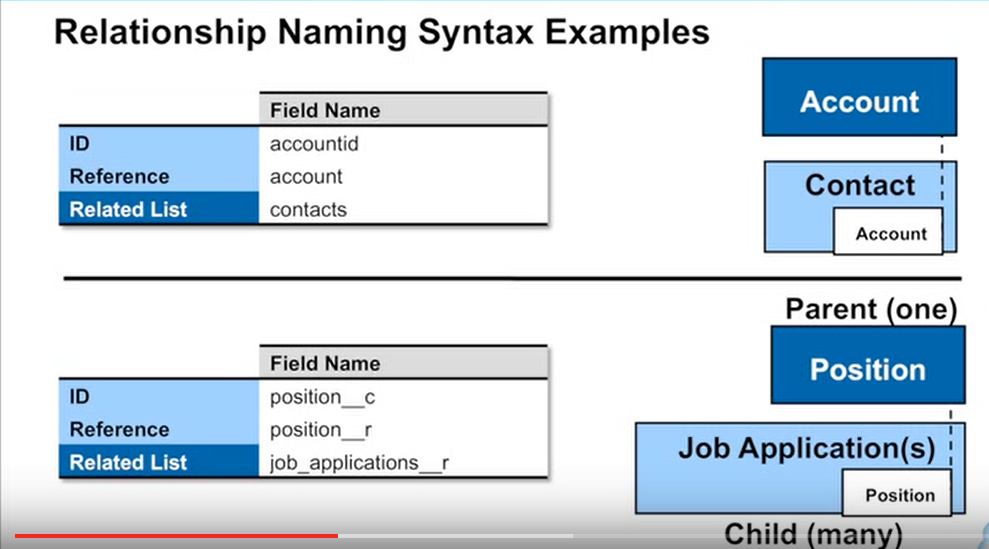 Relationship Naming Syntax Examples
Field Name
ID accountid
Reference account
Related List contacts
Account
Contact
Account
Field Name
ID position__c
Reference position__r
Related List job_applications__r
Parent (one)
Position
Job Application(s)
Position
Child (many)